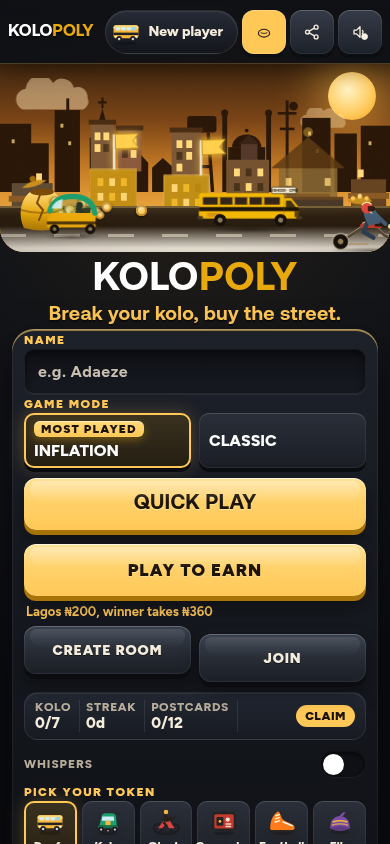 KOLOPOLY
New player
KOLOPOLY
Break your kolo, buy the street.
NAME
e.g. Adaeze
GAME MODE
MOST PLAYED
INFLATION
CLASSIC
QUICK PLAY
PLAY TO EARN
Lagos ₦200, winner takes ₦360
CREATE ROOM
JOIN
KOLO
0/7
STREAK
0d
POSTCARDS
0/12
CLAIM
WHISPERS
PICK YOUR TOKEN